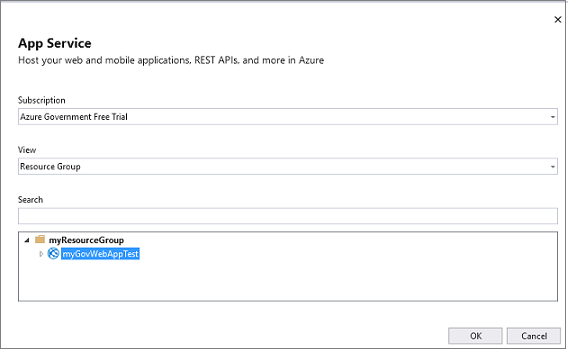 App Service
Host your web and mobile applications, REST APIs, and more in Azure
Subscription
Azure Government Free Trial
View
Resource Group
Search
myResourceGroup
myGovWebAppTest
OK
Cancel